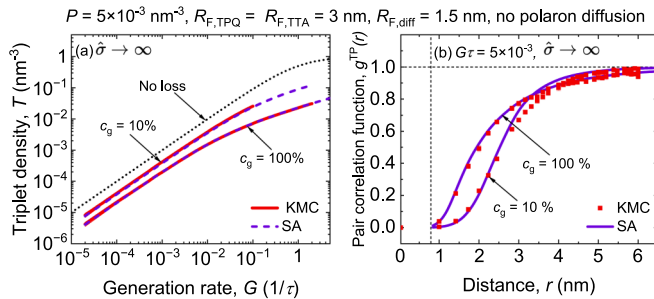 P = 5×10⁻³ nm⁻³, R_F,TPQ = R_F,TTA = 3 nm, R_F,diff = 1.5 nm, no polaron diffusion
(a) σ̂ → ∞
No loss
c_g = 10%
c_g = 100%
KMC
SA
Triplet density, T (nm⁻³)
10¹
10⁰
10⁻¹
10⁻²
10⁻³
10⁻⁴
10⁻⁵
10⁻⁶
10⁻⁵ 10⁻⁴ 10⁻³ 10⁻² 10⁻¹ 10⁰
Generation rate, G (1/τ)
(b) Gτ = 5×10⁻³, σ̂ → ∞
c_g = 100 %
c_g = 10 %
KMC
SA
Pair correlation function, g^TP(r)
1.0
0.8
0.6
0.4
0.2
0.0
0 1 2 3 4 5 6
Distance, r (nm)